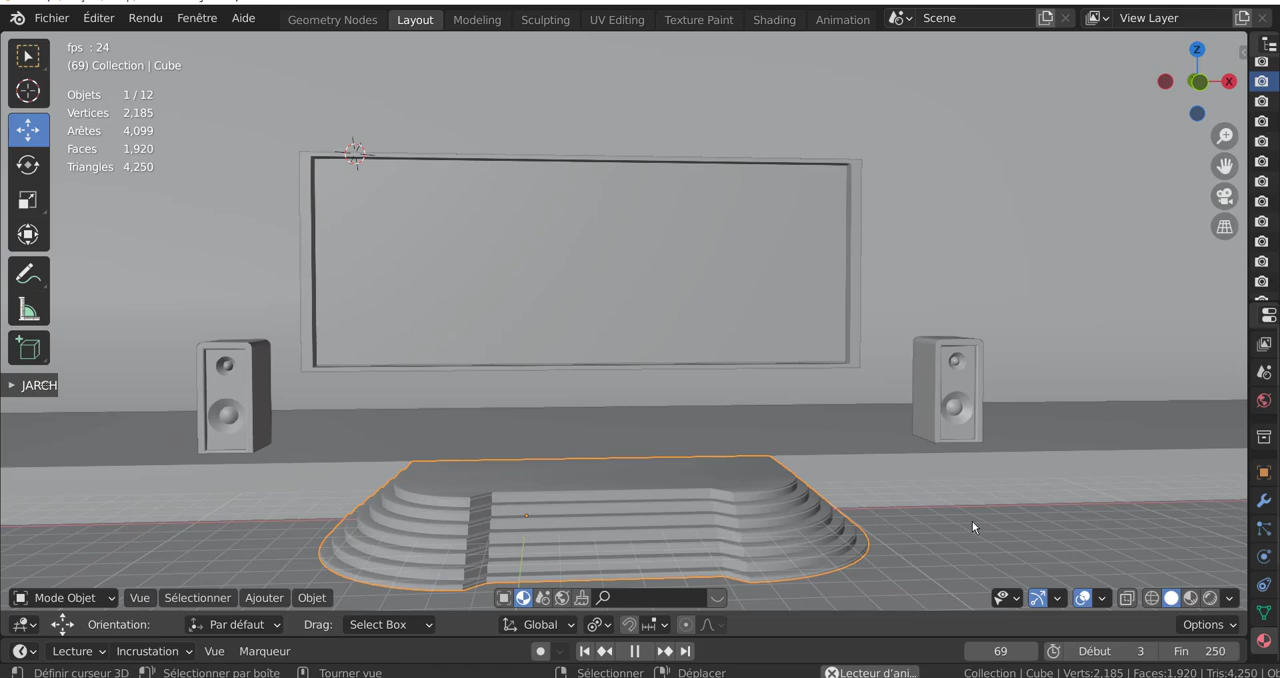 Fichier Éditer Rendu Fenêtre Aide Geometry Nodes Layout Modeling Sculpting UV Editing Texture Paint Shading Animation Scene View Layer
fps : 24
(69) Collection | Cube
Objets 1 / 12
Vertices 2,185
Arêtes 4,099
Faces 1,920
Triangles 4,250
Z
X
JARCH
Mode Objet Vue Sélectionner Ajouter Objet
Orientation: Par défaut Drag: Select Box Global Options
Lecture Incrustation Vue Marqueur 69 Début 3 Fin 250
Définir curseur 3D Sélectionner par boîte Tourner vue Sélectionner Déplacer Lecteur d'ani... Collection | Cube | Verts:2,185 | Faces:1,920 | Tris:4,250 |